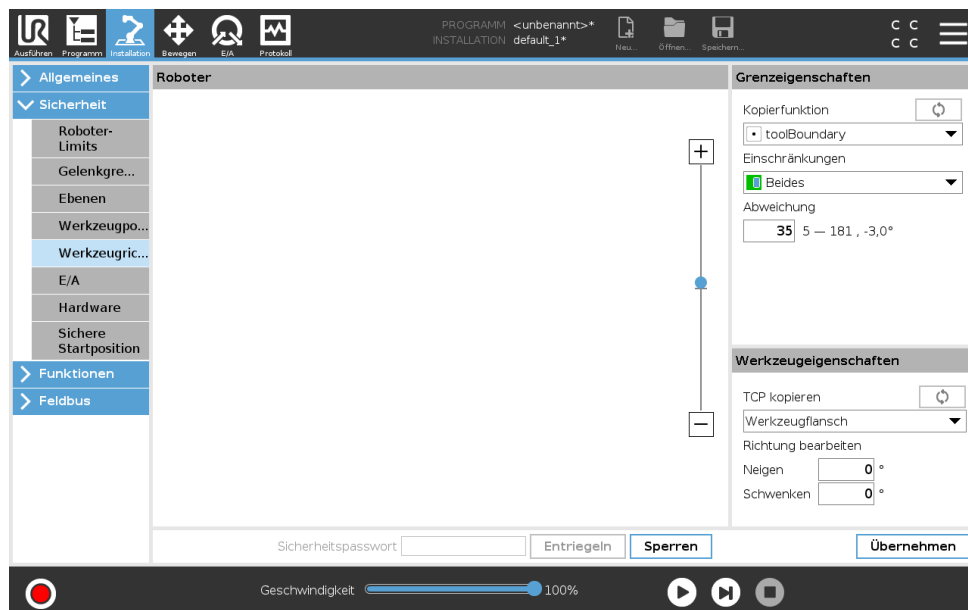 UR
Ausführen
Programm
Installation
Bewegen
E/A
Protokoll
PROGRAMM <unbenannt>*
INSTALLATION default_1*
Neu...
Öffnen...
Speichern...
C C
C C
Allgemeines
Sicherheit
Roboter-
Limits
Gelenkgre...
Ebenen
Werkzeugpo...
Werkzeugric...
E/A
Hardware
Sichere
Startposition
Funktionen
Feldbus
Roboter
Grenzeigenschaften
Kopierfunktion
toolBoundary
Einschränkungen
Beides
Abweichung
35 5 — 181 , -3,0°
Werkzeugeigenschaften
TCP kopieren
Werkzeugflansch
Richtung bearbeiten
Neigen 0 °
Schwenken 0 °
Sicherheitspasswort Entriegeln Sperren Übernehmen
Geschwindigkeit 100%